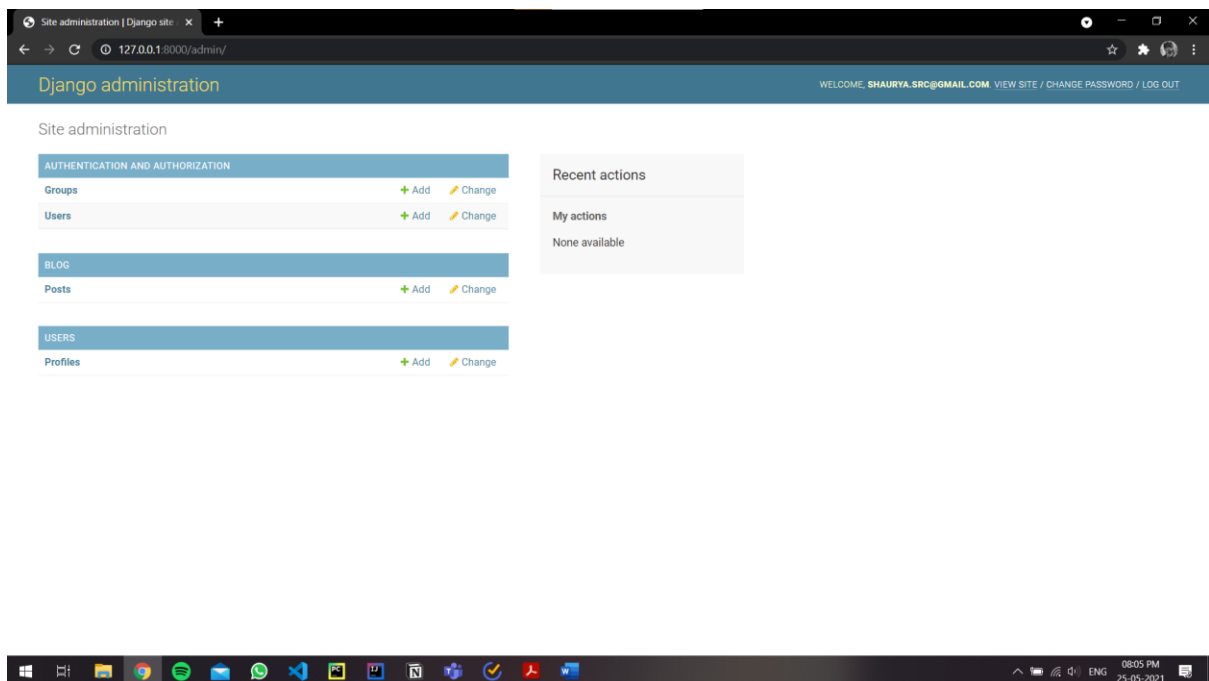 Site administration | Django site
127.0.0.1:8000/admin/
Django administration
WELCOME, SHAURYA.SRC@GMAIL.COM. VIEW SITE / CHANGE PASSWORD / LOG OUT
Site administration
AUTHENTICATION AND AUTHORIZATION
Groups + Add Change
Users + Add Change
BLOG
Posts + Add Change
USERS
Profiles + Add Change
Recent actions
My actions
None available
PC
IJ
N
W
ENG
08:05 PM
25-05-2021